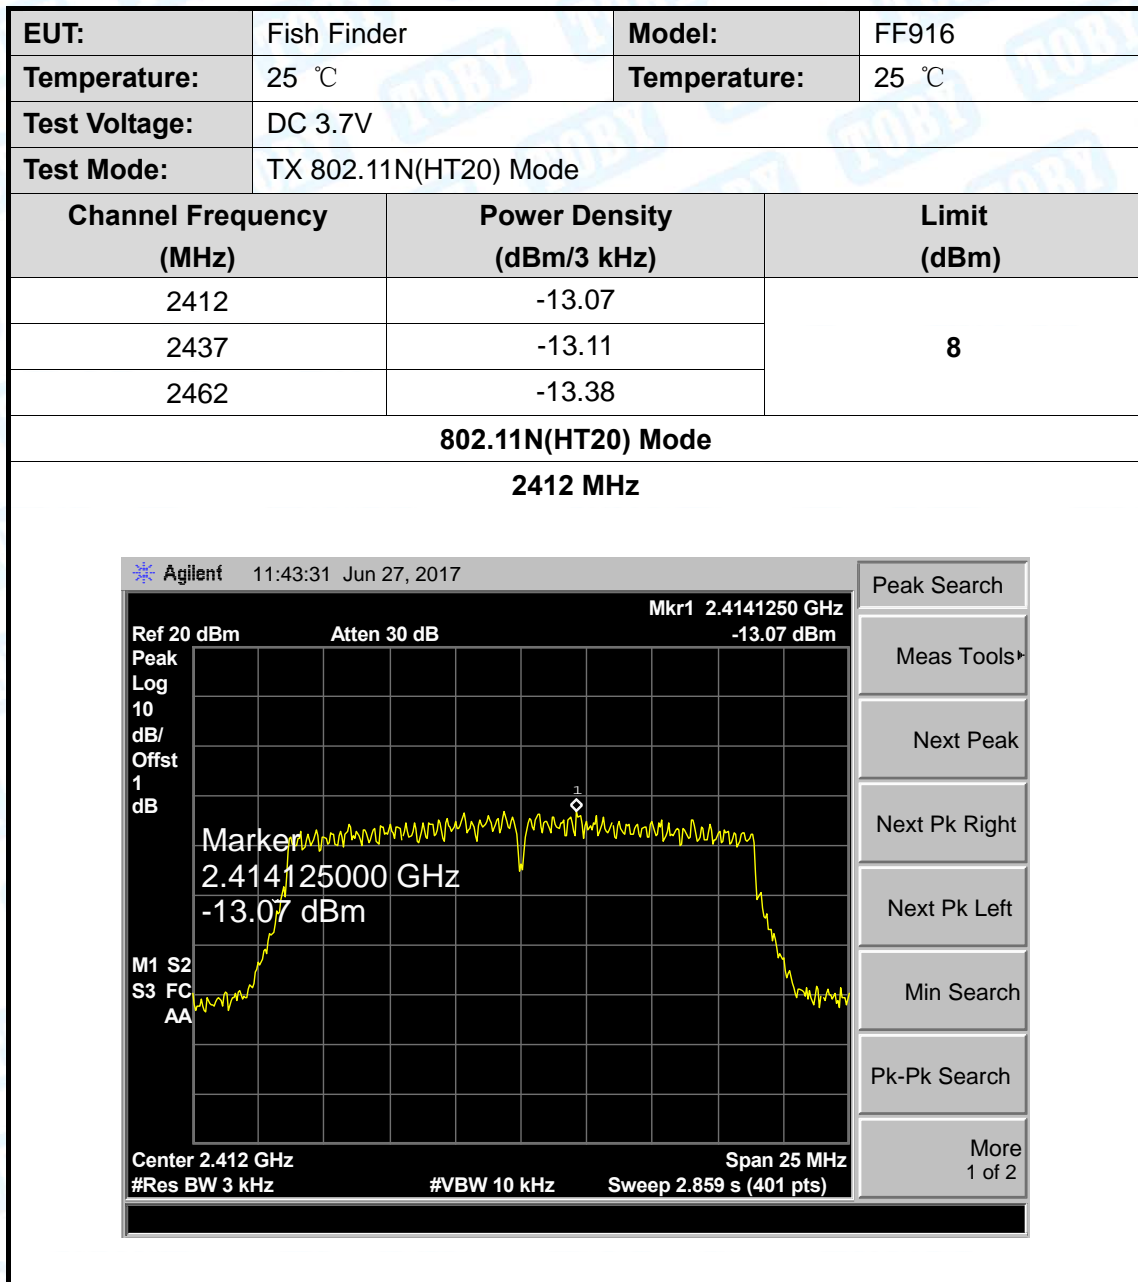 EUT: Fish Finder Model: FF916
Temperature: 25 ℃ Temperature: 25 ℃
Test Voltage: DC 3.7V
Test Mode: TX 802.11N(HT20) Mode
Channel Frequency (MHz) Power Density (dBm/3 kHz) Limit (dBm)
2412 -13.07 8
2437 -13.11
2462 -13.38
802.11N(HT20) Mode
2412 MHz
Agilent 11:43:31 Jun 27, 2017
Mkr1 2.4141250 GHz
Ref 20 dBm Atten 30 dB -13.07 dBm
Peak
Log
10
dB/
Offst
1
dB
1
Marker
2.414125000 GHz
-13.07 dBm
M1 S2
S3 FC
AA
Center 2.412 GHz Span 25 MHz
#Res BW 3 kHz #VBW 10 kHz Sweep 2.859 s (401 pts)
Peak Search
Meas Tools
Next Peak
Next Pk Right
Next Pk Left
Min Search
Pk-Pk Search
More
1 of 2
TOBY
TOBY
TOBY
TOBY
TOBY